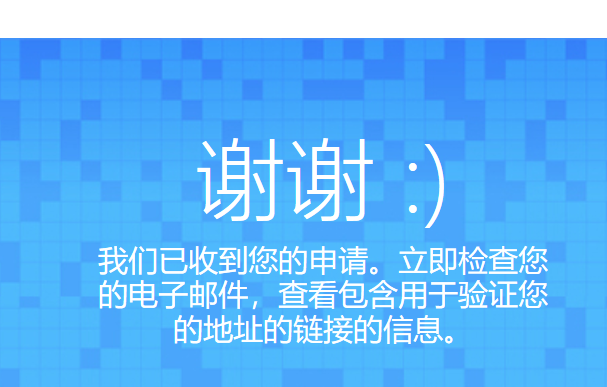 谢谢 :)
我们已收到您的申请。立即检查您
的电子邮件，查看包含用于验证您
的地址的链接的信息。